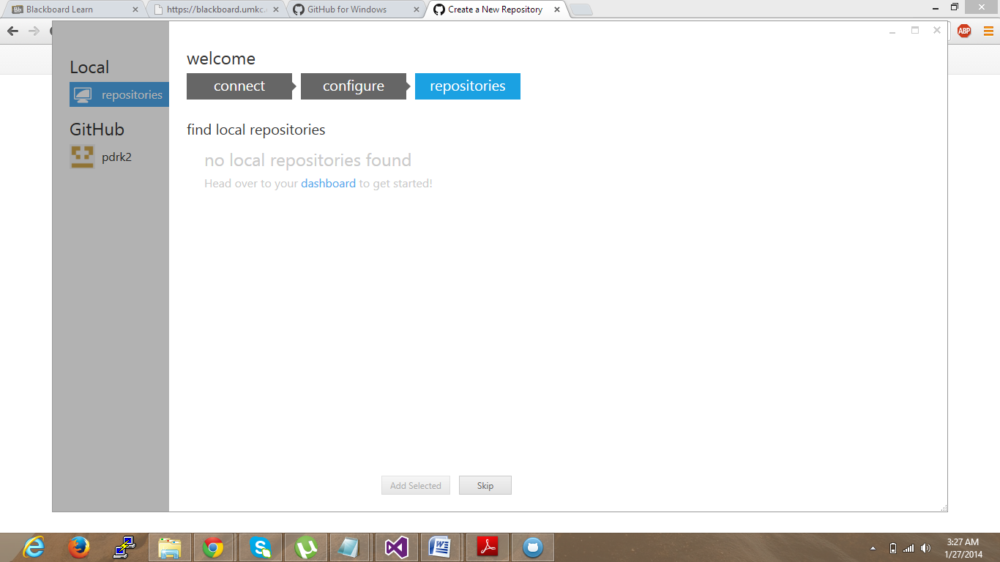 Blackboard Learn
https://blackboard.umkc.
GitHub for Windows
Create a New Repository
ABP
Local
repositories
GitHub
pdrk2
welcome
connect
configure
repositories
find local repositories
no local repositories found
Head over to your dashboard to get started!
Add Selected
Skip
3:27 AM
1/27/2014